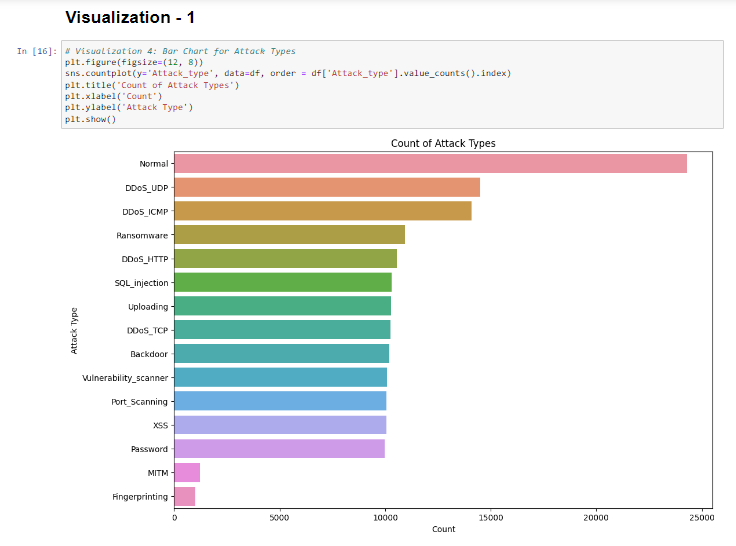 Visualization - 1
In [16]: # Visualization 4: Bar Chart for Attack Types
plt.figure(figsize=(12, 8))
sns.countplot(y='Attack_type', data=df, order = df['Attack_type'].value_counts().index)
plt.title('Count of Attack Types')
plt.xlabel('Count')
plt.ylabel('Attack Type')
plt.show()
Count of Attack Types
Normal
DDoS_UDP
DDoS_ICMP
Ransomware
DDoS_HTTP
SQL_injection
Uploading
DDoS_TCP
Backdoor
Vulnerability_scanner
Port_Scanning
XSS
Password
MITM
Fingerprinting
Attack Type
0 5000 10000 15000 20000 25000
Count